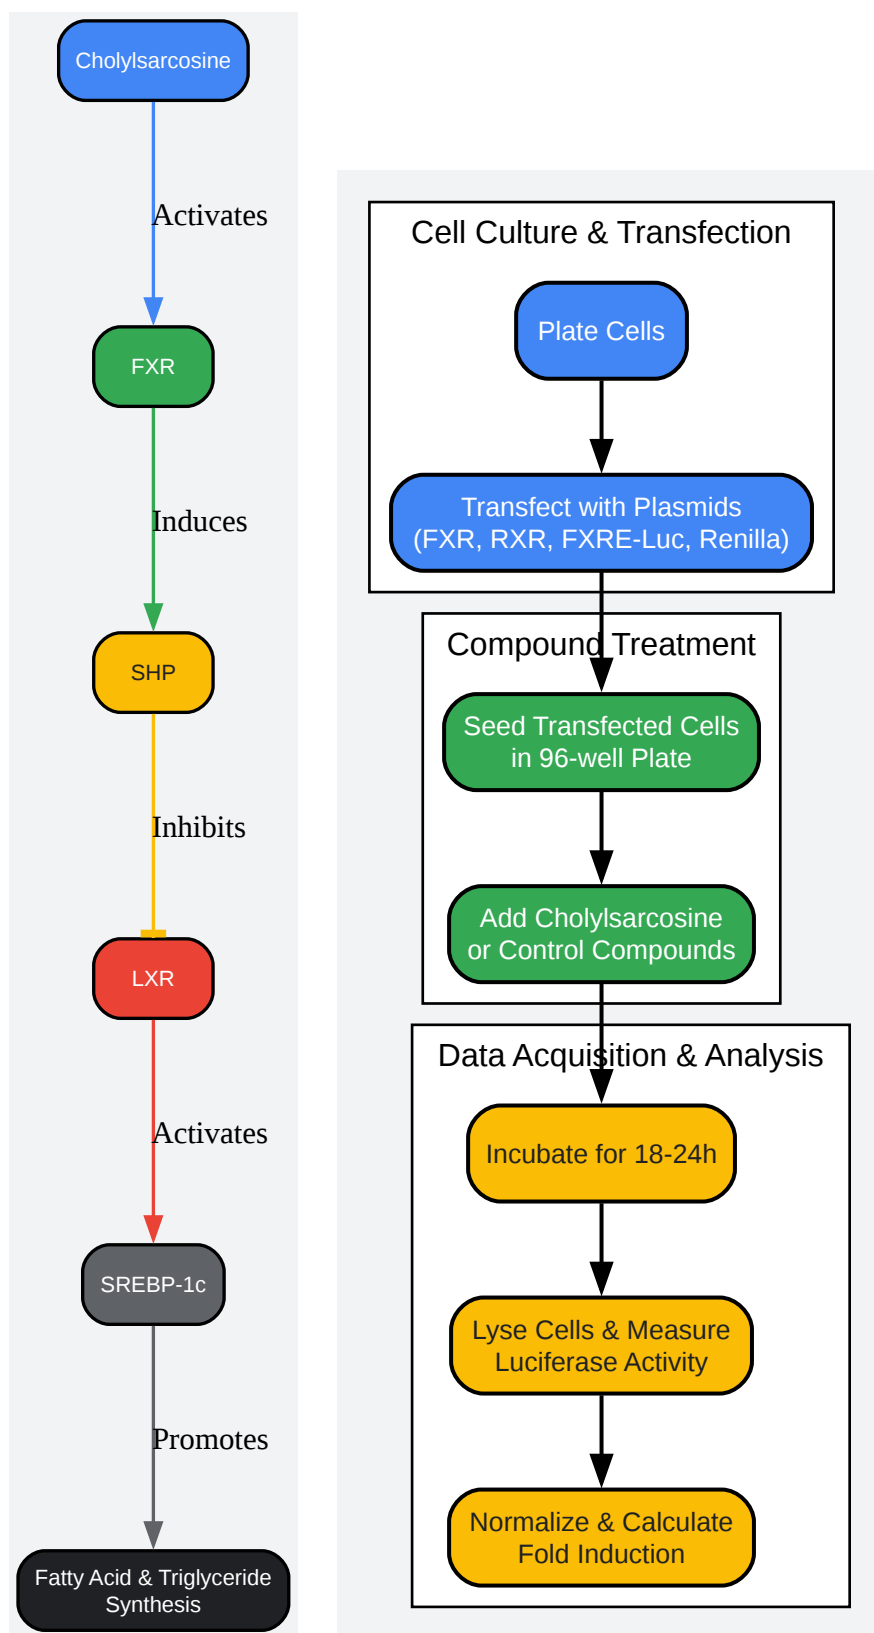 Cholylsarcosine
Activates
FXR
Induces
SHP
Inhibits
LXR
Activates
SREBP-1c
Promotes
Fatty Acid & Triglyceride
Synthesis
Cell Culture & Transfection
Plate Cells
Transfect with Plasmids
(FXR, RXR, FXRE-Luc, Renilla)
Compound Treatment
Seed Transfected Cells
in 96-well Plate
Add Cholylsarcosine
or Control Compounds
Data Acquisition & Analysis
Incubate for 18-24h
Lyse Cells & Measure
Luciferase Activity
Normalize & Calculate
Fold Induction